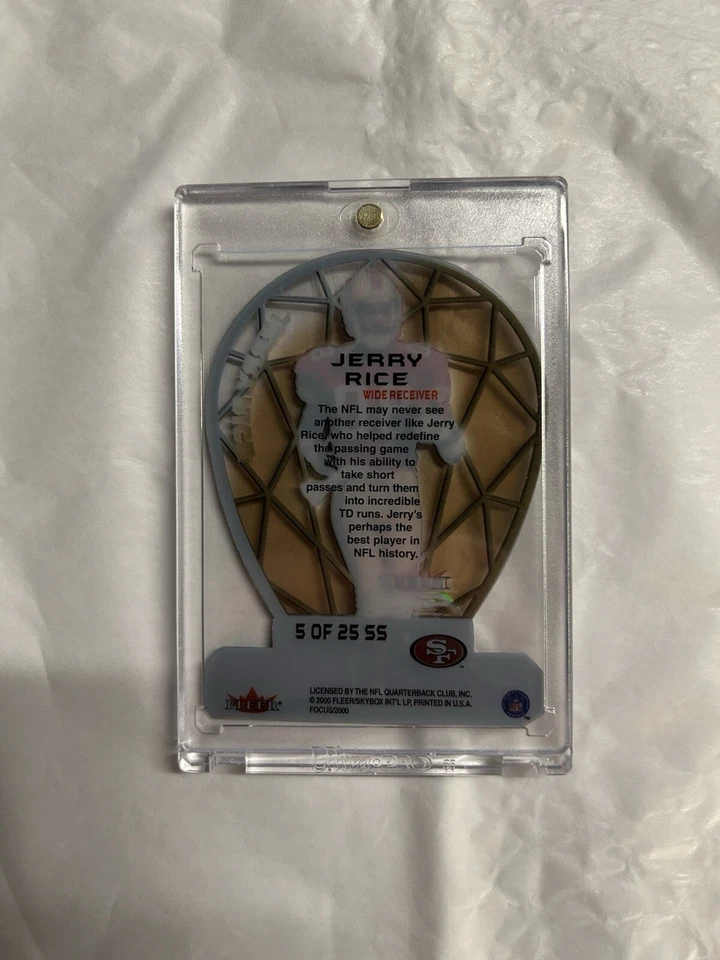 JERRY
RICE
WIDE RECEIVER
The NFL may never see
another receiver like Jerry
Rice, who helped redefine
the passing game
with his ability to
take short
passes and turn them
into incredible
TD runs. Jerry's
perhaps the
best player in
NFL history.
5 OF 25 SS
SF
FLEER
LICENSED BY THE NFL QUARTERBACK CLUB, INC.
© 2000 FLEER/SKYBOX INT'L LP, PRINTED IN U.S.A.
FOCUS/2000